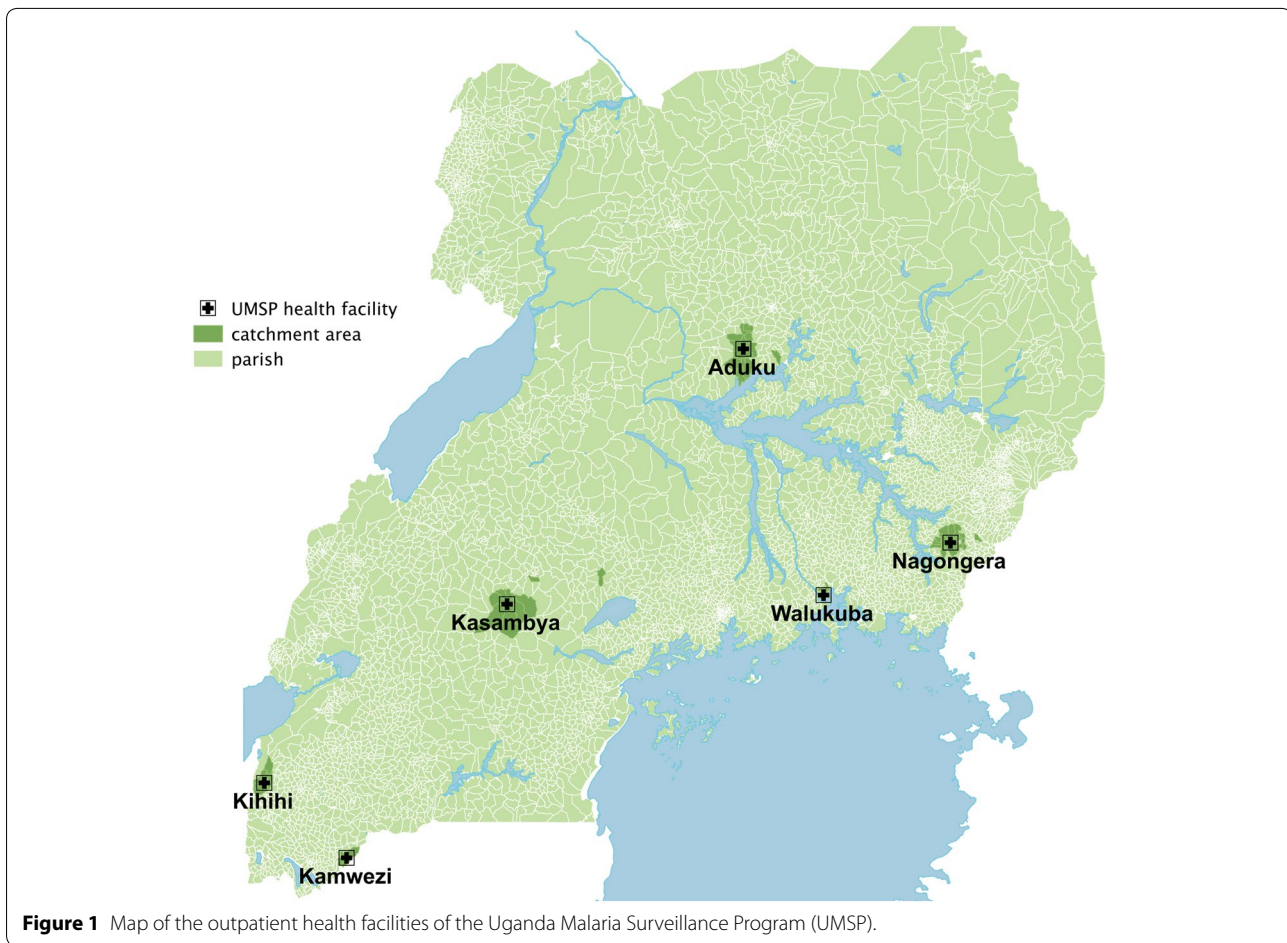 UMSP health facility
catchment area
parish
Aduku
Nagongera
Walukuba
Kasambya
Kihihi
Kamwezi
Figure 1 Map of the outpatient health facilities of the Uganda Malaria Surveillance Program (UMSP).